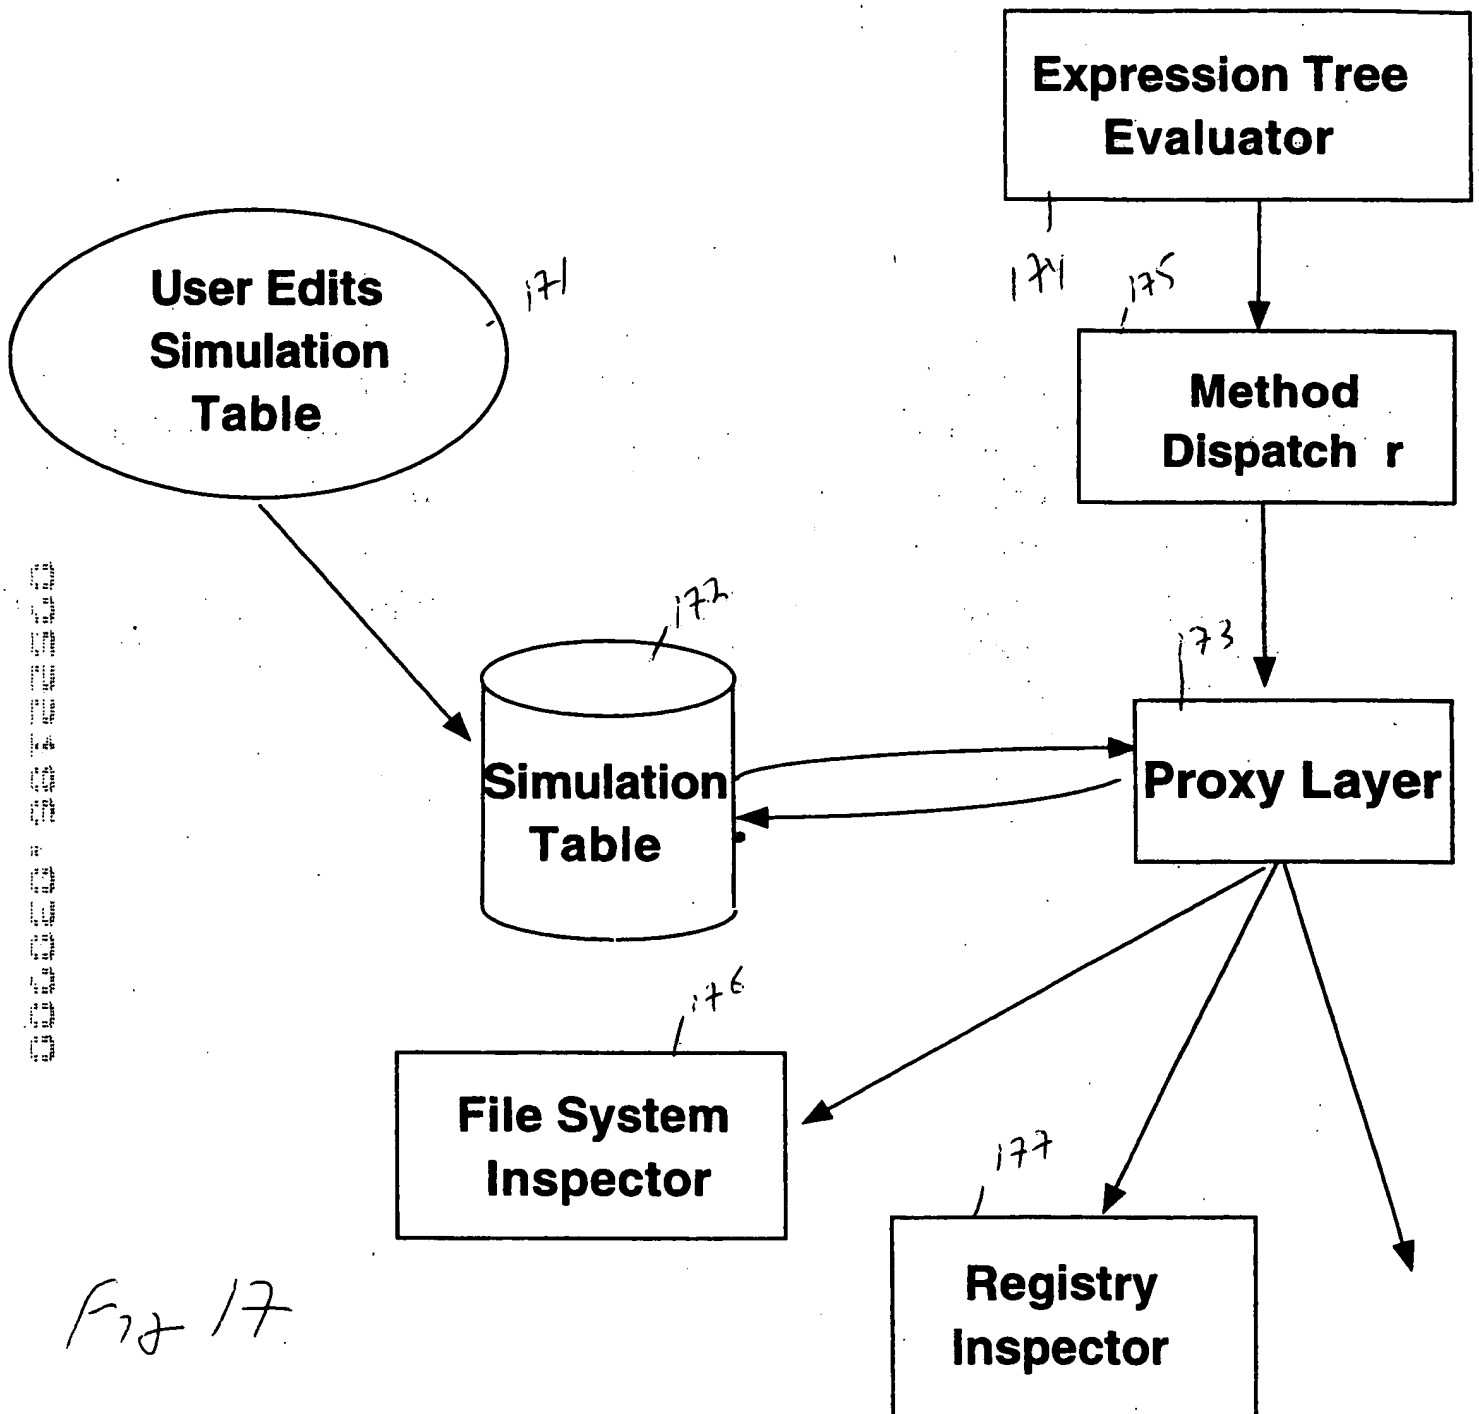 Expression Tree
Evaluator
174
User Edits
Simulation
Table
171
175
Method
Dispatch r
172
173
Simulation
Table
Proxy Layer
176
File System
Inspector
177
Registry
Inspector
Fig 17